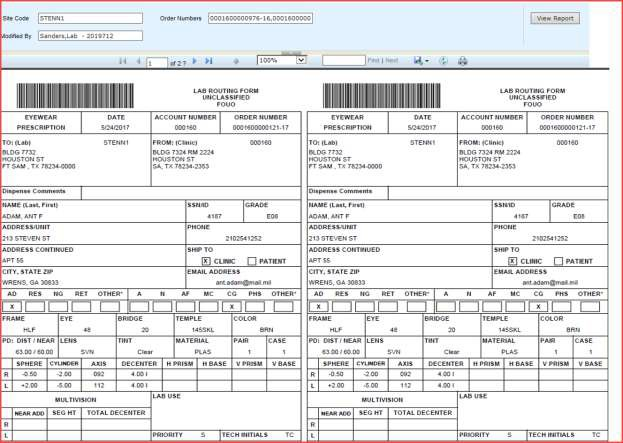 Site Code STENN1 Order Numbers 0001600000976-16,0001600000 View Report
Modified By Sanders,Lab - 2019712
1 of 2 ? 100% Find | Next
LAB ROUTING FORM
UNCLASSIFIED
FOUO
EYEWEAR PRESCRIPTION DATE 5/24/2017 ACCOUNT NUMBER 000160 ORDER NUMBER 0001600000121-17
TO: (Lab) STENN1 FROM: (Clinic) 000160
BLDG 7732 BLDG 7324 RM 2224
HOUSTON ST HOUSTON ST
FT SAM , TX 78234-0000 SA, TX 78234-2353
Dispense Comments
NAME (Last, First) SSN/ID GRADE
ADAM, ANT F 4167 E08
ADDRESS/UNIT PHONE
213 STEVEN ST 2102541252
ADDRESS CONTINUED SHIP TO
APT 55 X CLINIC PATIENT
CITY, STATE ZIP EMAIL ADDRESS
WRENS, GA 30833 ant.adam@mail.mil
AD RES NG RET OTHER* A N AF MC CG PHS OTHER*
X X
FRAME EYE BRIDGE TEMPLE COLOR
HLF 48 20 145SKL BRN
PD: DIST / NEAR LENS TINT MATERIAL PAIR CASE
63.00 / 60.00 SVN Clear PLAS 1 1
SPHERE CYLINDER AXIS DECENTER H PRISM H BASE V PRISM V BASE
R -0.50 -2.00 092 4.00 I
L +2.00 -5.00 112 4.00 I
MULTIVISION LAB USE
NEAR ADD SEG HT TOTAL DECENTER
R
L PRIORITY S TECH INITIALS TC
LAB ROUTING FORM
UNCLASSIFIED
FOUO
EYEWEAR PRESCRIPTION DATE 5/24/2017 ACCOUNT NUMBER 000160 ORDER NUMBER 0001600000121-17
TO: (Lab) STENN1 FROM: (Clinic) 000160
BLDG 7732 BLDG 7324 RM 2224
HOUSTON ST HOUSTON ST
FT SAM , TX 78234-0000 SA, TX 78234-2353
Dispense Comments
NAME (Last, First) SSN/ID GRADE
ADAM, ANT F 4167 E08
ADDRESS/UNIT PHONE
213 STEVEN ST 2102541252
ADDRESS CONTINUED SHIP TO
APT 55 X CLINIC PATIENT
CITY, STATE ZIP EMAIL ADDRESS
WRENS, GA 30833 ant.adam@mail.mil
AD RES NG RET OTHER* A N AF MC CG PHS OTHER*
X X
FRAME EYE BRIDGE TEMPLE COLOR
HLF 48 20 145SKL BRN
PD: DIST / NEAR LENS TINT MATERIAL PAIR CASE
63.00 / 60.00 SVN Clear PLAS 1 1
SPHERE CYLINDER AXIS DECENTER H PRISM H BASE V PRISM V BASE
R -0.50 -2.00 092 4.00 I
L +2.00 -5.00 112 4.00 I
MULTIVISION LAB USE
NEAR ADD SEG HT TOTAL DECENTER
R
L PRIORITY S TECH INITIALS TC